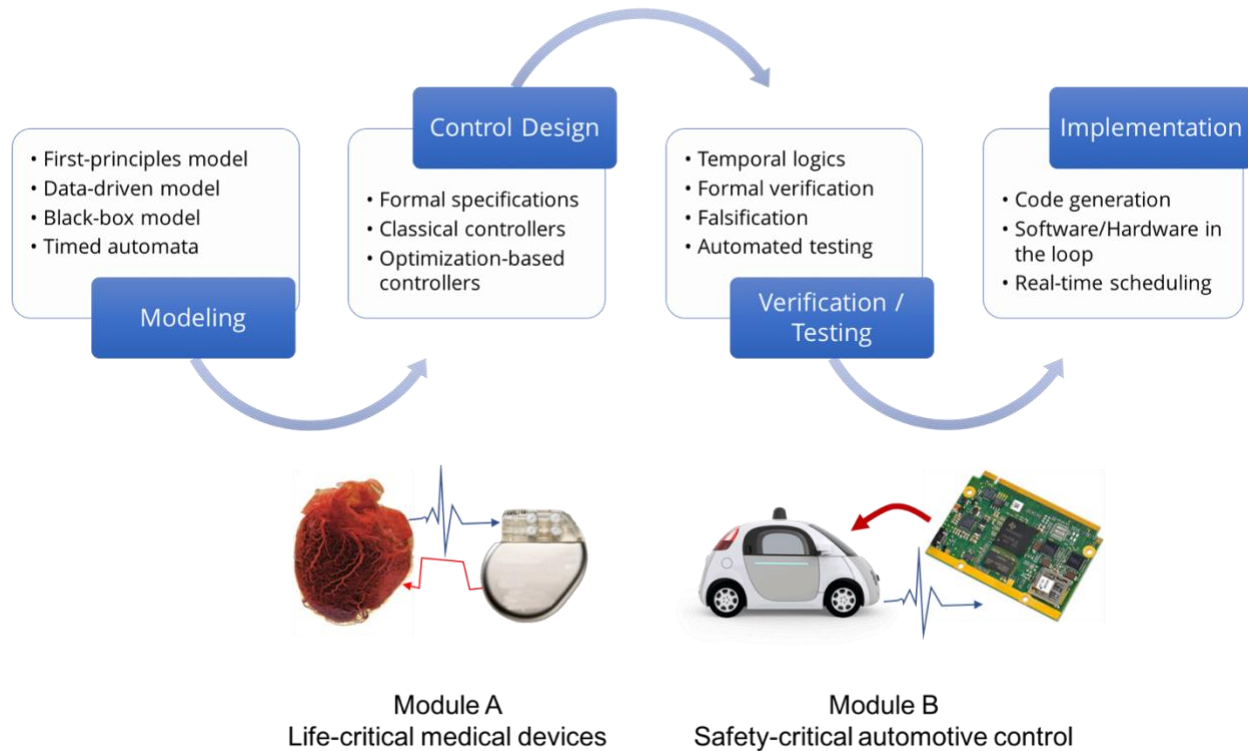 • First-principles model
• Data-driven model
• Black-box model
• Timed automata
Modeling
Control Design
• Formal specifications
• Classical controllers
• Optimization-based
controllers
• Temporal logics
• Formal verification
• Falsification
• Automated testing
Verification /
Testing
Implementation
• Code generation
• Software/Hardware in
the loop
• Real-time scheduling
Module A
Life-critical medical devices
Module B
Safety-critical automotive control